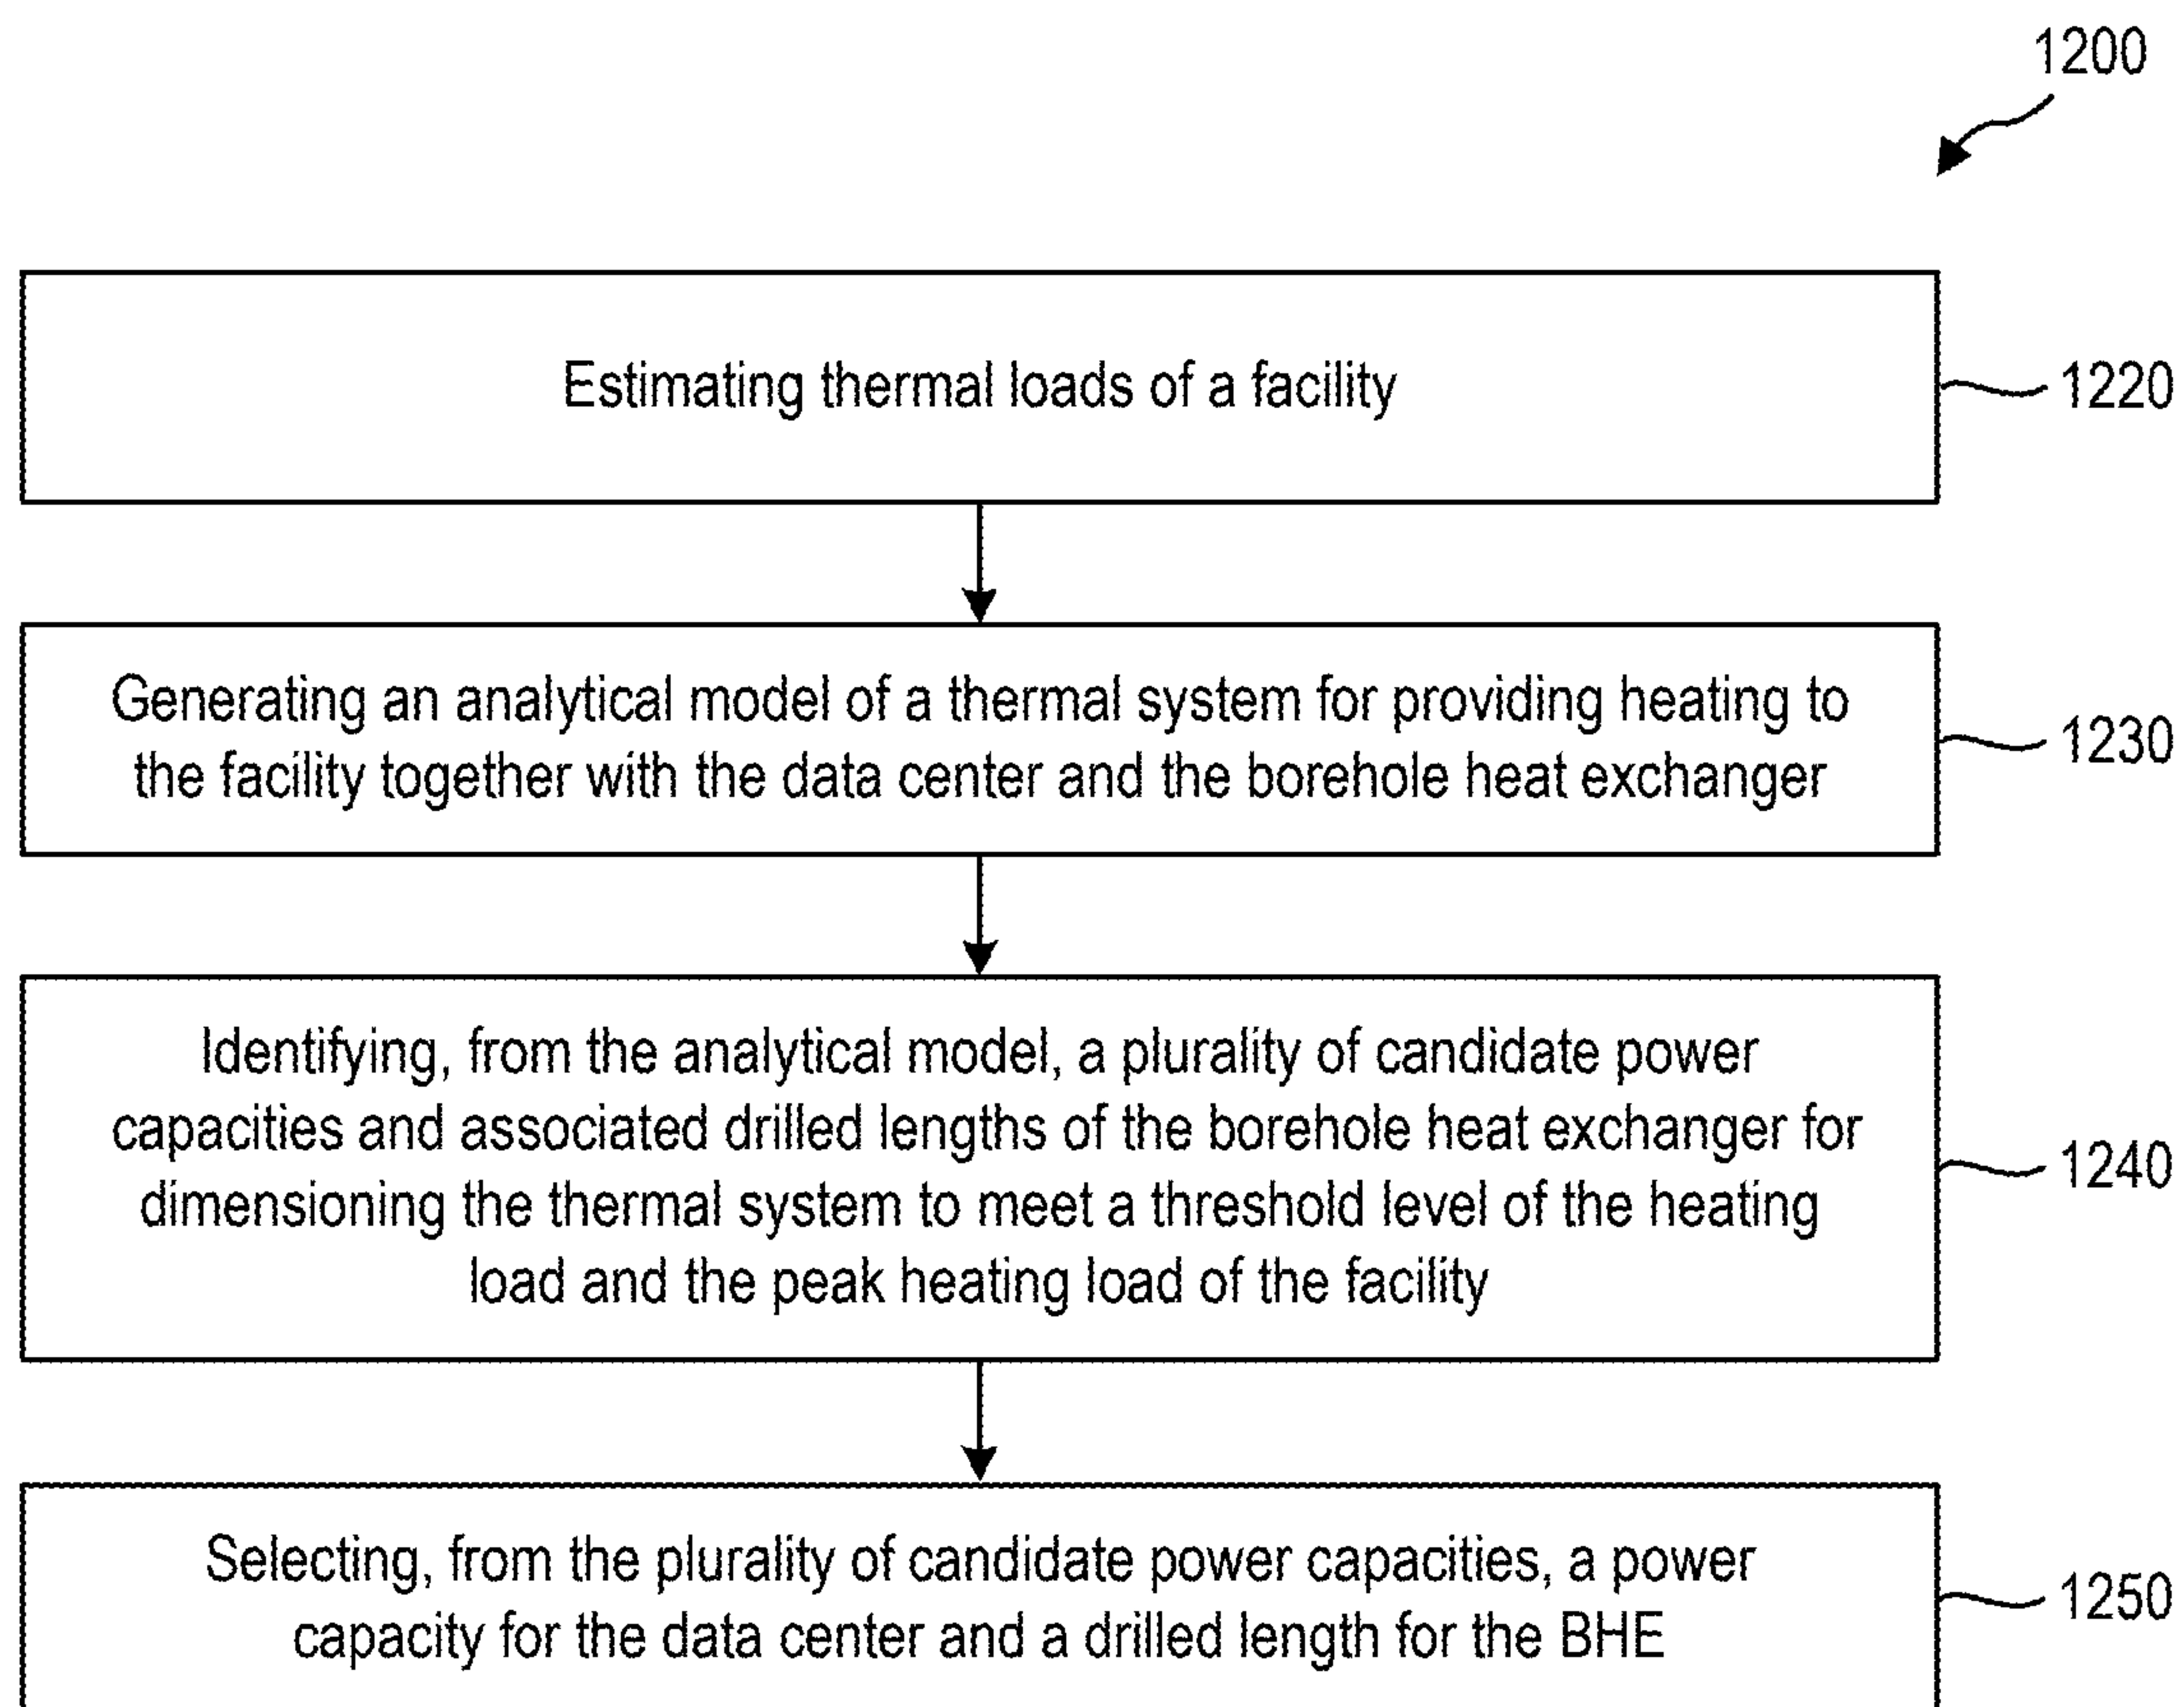 1200
Estimating thermal loads of a facility
1220
Generating an analytical model of a thermal system for providing heating to
the facility together with the data center and the borehole heat exchanger
1230
Identifying, from the analytical model, a plurality of candidate power
capacities and associated drilled lengths of the borehole heat exchanger for
dimensioning the thermal system to meet a threshold level of the heating
load and the peak heating load of the facility
1240
Selecting, from the plurality of candidate power capacities, a power
capacity for the data center and a drilled length for the BHE
1250